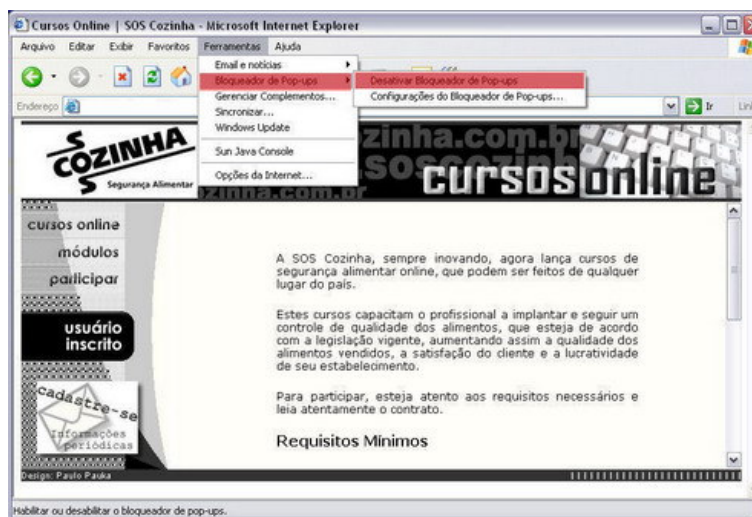 Cursos Online | SOS Cozinha - Microsoft Internet Explorer
Arquivo Editar Exibir Favoritos Ferramentas Ajuda
Email e notícias
Bloqueador de Pop-ups
Desativar Bloqueador de Pop-ups
Gerenciar Complementos...
Configurações do Bloqueador de Pop-ups...
Sincronizar...
Windows Update
Sun Java Console
Opções da Internet...
Endereço
Ir
S
COZINHA
S
Segurança Alimentar
zinha.com.br
cursos online
cursos online
módulos
participar
usuário
inscrito
cadastre-se
Informações
periódicas
A SOS Cozinha, sempre inovando, agora lança cursos de
segurança alimentar online, que podem ser feitos de qualquer
lugar do país.
Estes cursos capacitam o profissional a implantar e seguir um
controle de qualidade dos alimentos, que esteja de acordo
com a legislação vigente, aumentando assim a qualidade dos
alimentos vendidos, a satisfação do cliente e a lucratividade
de seu estabelecimento.
Para participar, esteja atento aos requisitos necessários e
leia atentamente o contrato.
Requisitos Mínimos
Design: Paulo Pauka
Habilitar ou desabilitar o bloqueador de pop-ups.